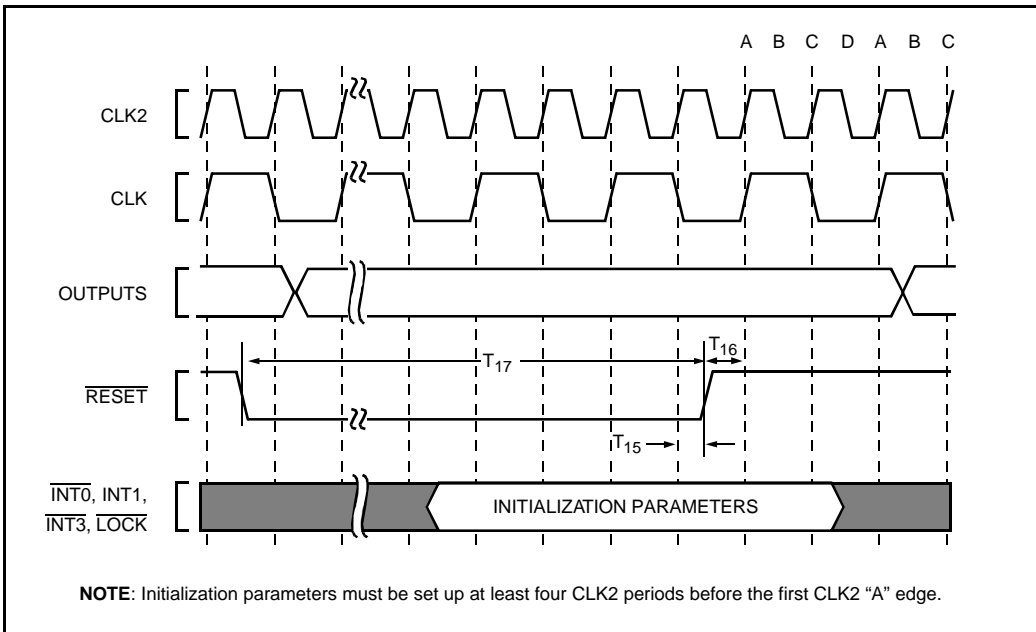 A B C D A B C
CLK2
CLK
OUTPUTS
T17
T16
RESET
T15
INT0, INT1,
INT3, LOCK
INITIALIZATION PARAMETERS
NOTE: Initialization parameters must be set up at least four CLK2 periods before the first CLK2 “A” edge.